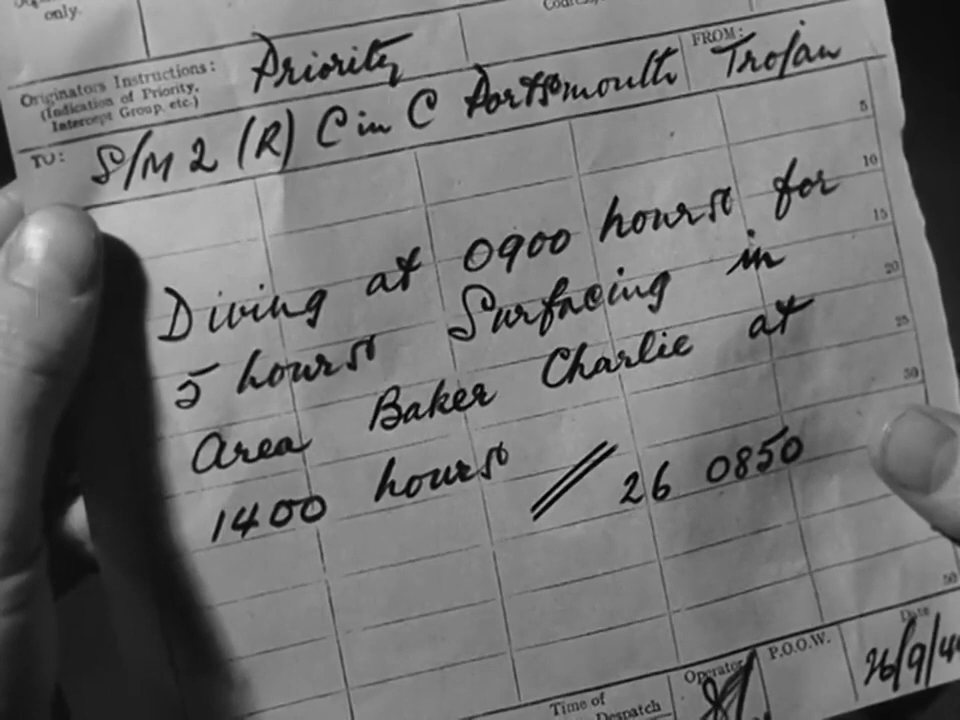 only.
Originators Instructions: Priority
(Indication of Priority,
Intercept Group, etc.)
TO: S/M 2 (R) C in C Portsmouth FROM: Trojan
5
10
15
20
25
30
Diving at 0900 hours for
5 hours Surfacing in
Area Baker Charlie at
1400 hours // 26 0850
50
Time of Despatch
Operator
P.O.O.W.
Date
26/9/4